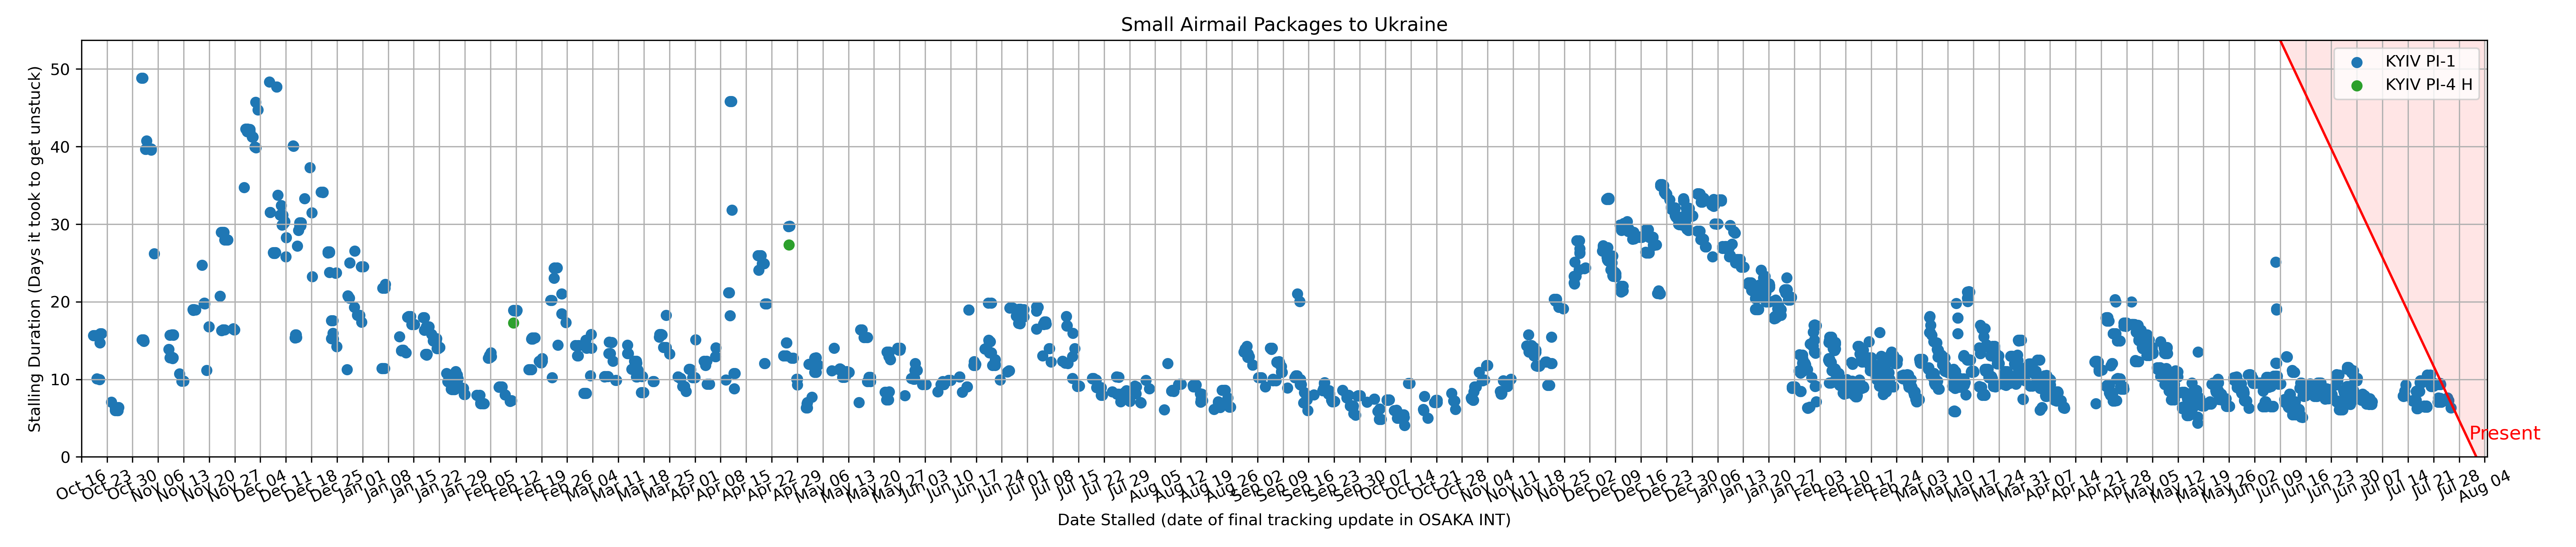 Small Airmail Packages to Ukraine
KYIV PI-1
KYIV PI-4 H
50
40
30
20
10
0
Stalling Duration (Days it took to get unstuck)
Present
Oct 16
Oct 23
Oct 30
Nov 06
Nov 13
Nov 20
Nov 27
Dec 04
Dec 11
Dec 18
Dec 25
Jan 01
Jan 08
Jan 15
Jan 22
Jan 29
Feb 05
Feb 12
Feb 19
Feb 26
Mar 04
Mar 11
Mar 18
Mar 25
Apr 01
Apr 08
Apr 15
Apr 22
Apr 29
May 06
May 13
May 20
May 27
Jun 03
Jun 10
Jun 17
Jun 24
Jul 01
Jul 08
Jul 15
Jul 22
Jul 29
Aug 05
Aug 12
Aug 19
Aug 26
Sep 02
Sep 09
Sep 16
Sep 23
Sep 30
Oct 07
Oct 14
Oct 21
Oct 28
Nov 04
Nov 11
Nov 18
Nov 25
Dec 02
Dec 09
Dec 16
Dec 23
Dec 30
Jan 06
Jan 13
Jan 20
Jan 27
Feb 03
Feb 10
Feb 17
Feb 24
Mar 03
Mar 10
Mar 17
Mar 24
Mar 31
Apr 07
Apr 14
Apr 21
Apr 28
May 05
May 12
May 19
May 26
Jun 02
Jun 09
Jun 16
Jun 23
Jun 30
Jul 07
Jul 14
Jul 21
Jul 28
Aug 04
Date Stalled (date of final tracking update in OSAKA INT)